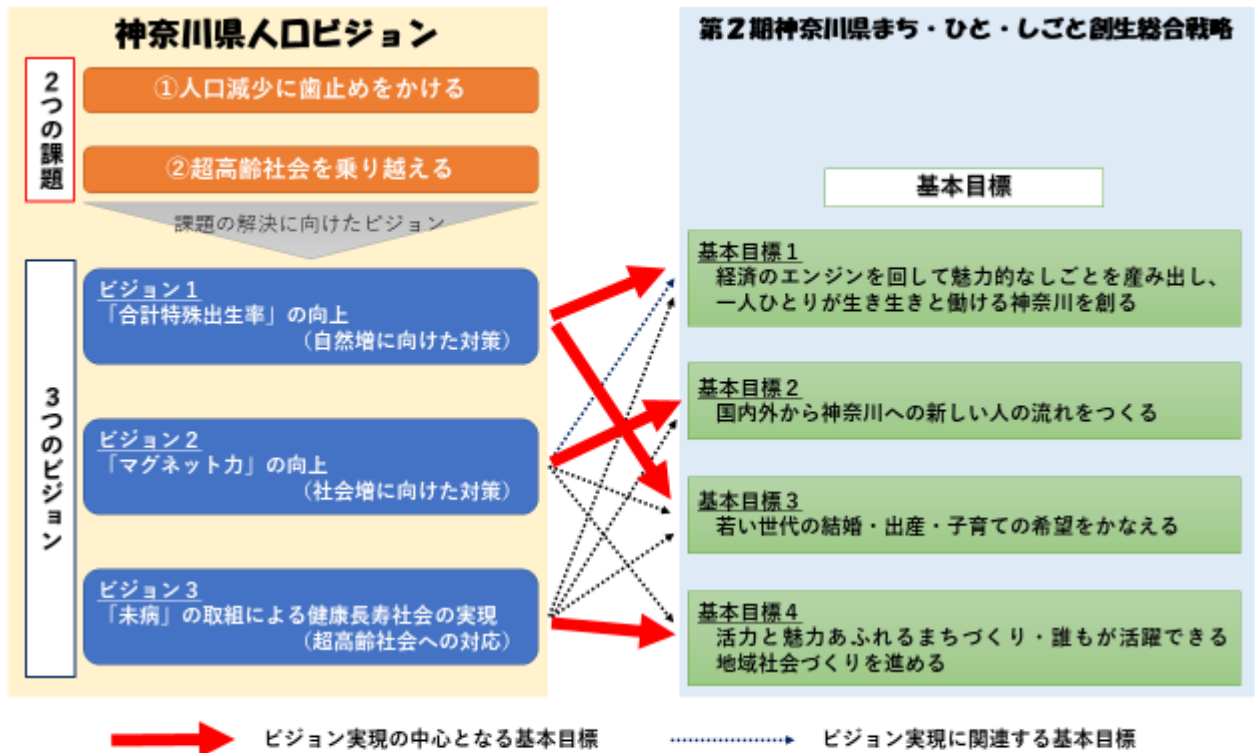 神奈川県人口ビジョン
2つの課題
①人口減少に歯止めをかける
②超高齢社会を乗り越える
課題の解決に向けたビジョン
3つのビジョン
ビジョン1
「合計特殊出生率」の向上
（自然増に向けた対策）
ビジョン2
「マグネット力」の向上
（社会増に向けた対策）
ビジョン3
「未病」の取組による健康長寿社会の実現
（超高齢社会への対応）
第2期神奈川県まち・ひと・しごと創生総合戦略
基本目標
基本目標1
経済のエンジンを回して魅力的なしごとを産み出し、
一人ひとりが生き生きと働ける神奈川を創る
基本目標2
国内外から神奈川への新しい人の流れをつくる
基本目標3
若い世代の結婚・出産・子育ての希望をかなえる
基本目標4
活力と魅力あふれるまちづくり・誰もが活躍できる
地域社会づくりを進める
ビジョン実現の中心となる基本目標
ビジョン実現に関連する基本目標